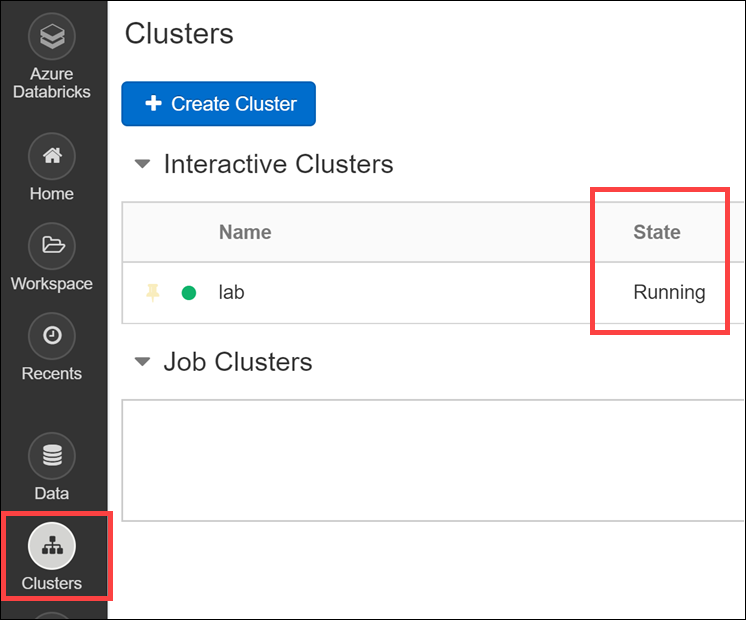 Azure
Databricks
Home
Workspace
Recents
Data
Clusters
Clusters
Create Cluster
Interactive Clusters
Name State
lab Running
Job Clusters